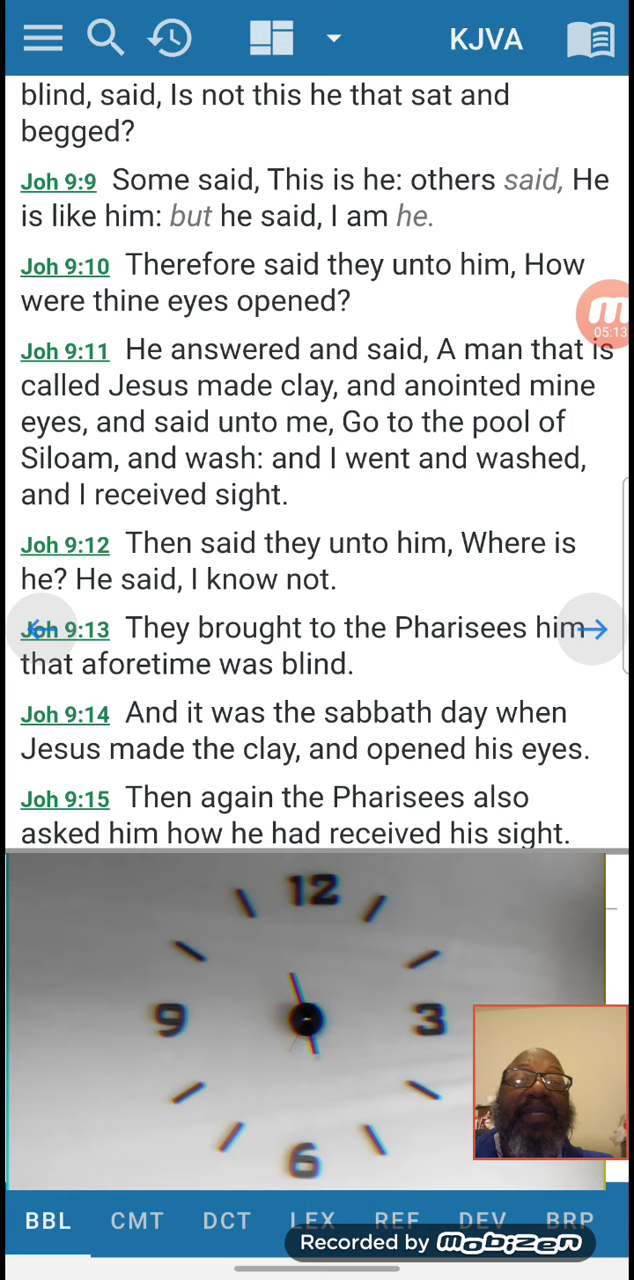 KJVA
blind, said, Is not this he that sat and
begged?
Joh 9:9 Some said, This is he: others said, He
is like him: but he said, I am he.
Joh 9:10 Therefore said they unto him, How
were thine eyes opened?
05:13
Joh 9:11 He answered and said, A man that is
called Jesus made clay, and anointed mine
eyes, and said unto me, Go to the pool of
Siloam, and wash: and I went and washed,
and I received sight.
Joh 9:12 Then said they unto him, Where is
he? He said, I know not.
Joh 9:13 They brought to the Pharisees him
that aforetime was blind.
Joh 9:14 And it was the sabbath day when
Jesus made the clay, and opened his eyes.
Joh 9:15 Then again the Pharisees also
asked him how he had received his sight.
12
9 3
6
BBL CMT DCT LEX REF DEV BRP
Recorded by mobizen